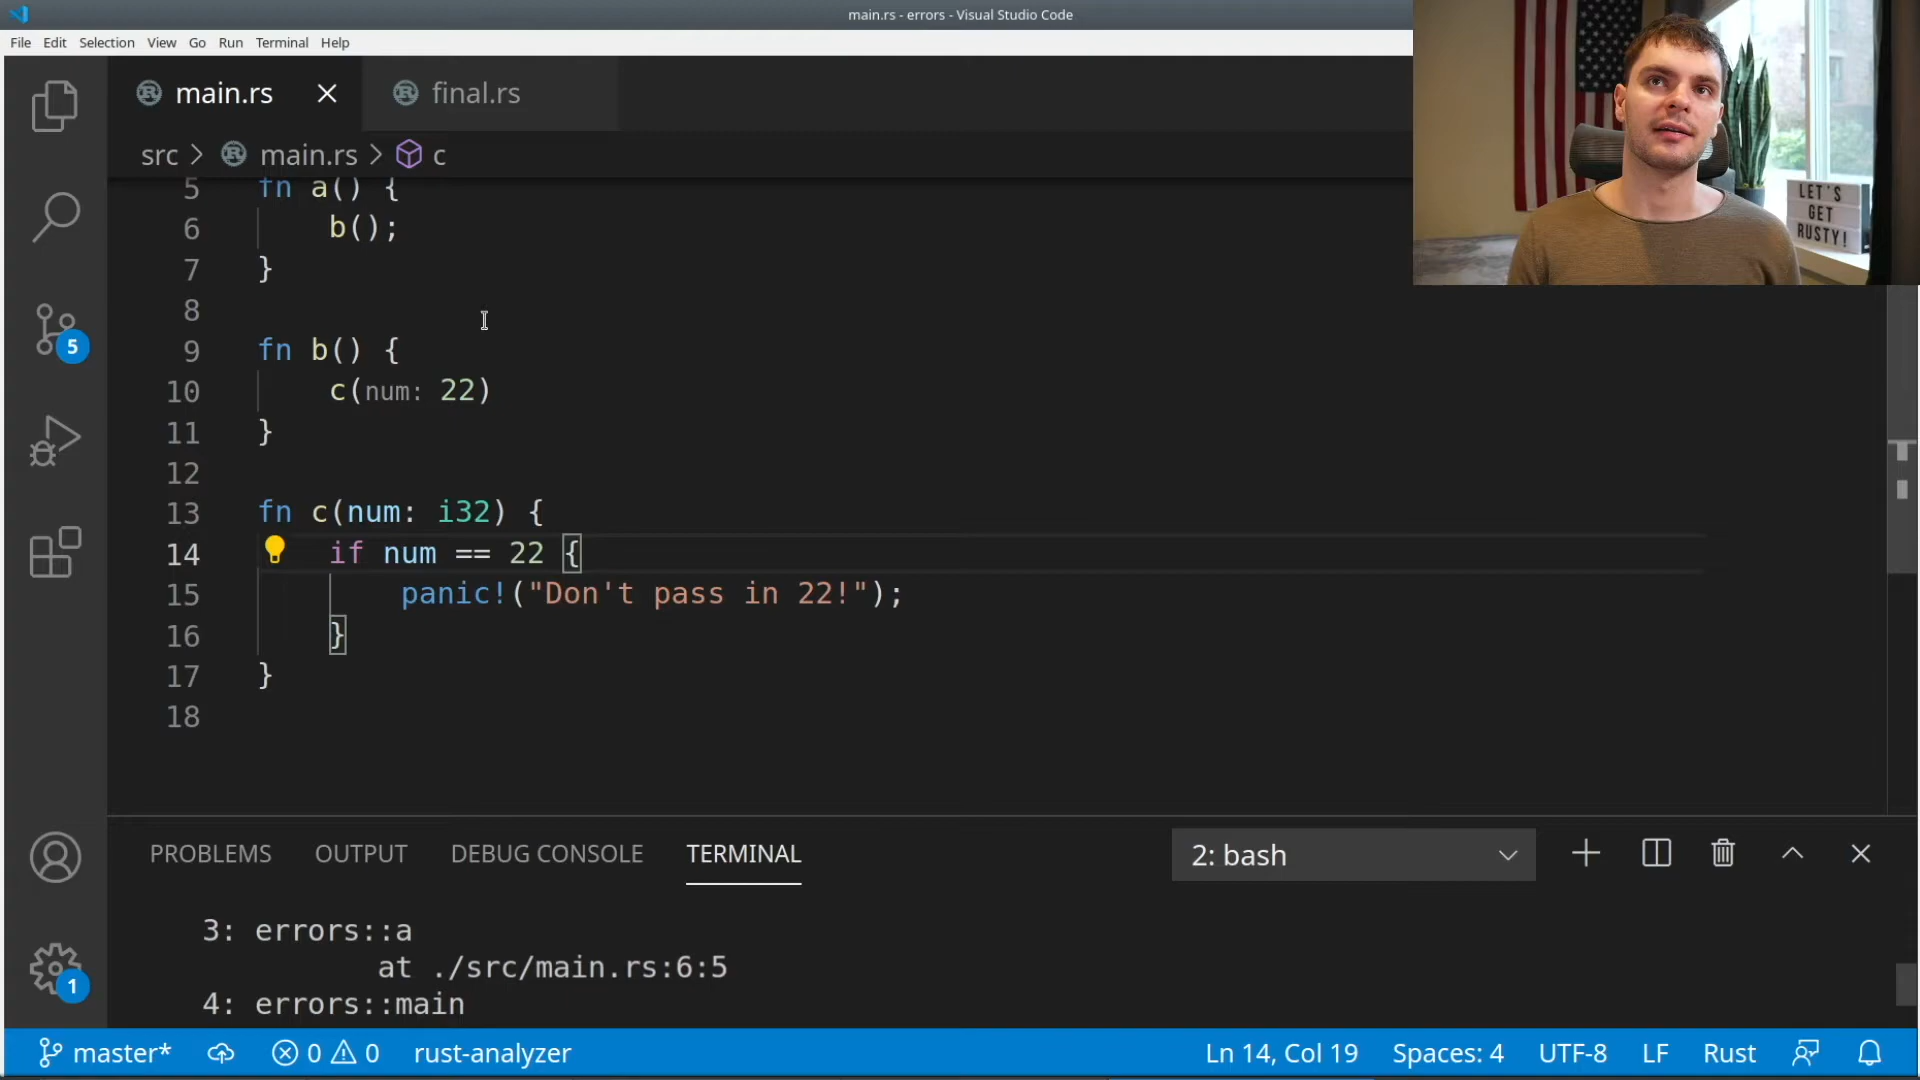 main.rs - errors - Visual Studio Code
File Edit Selection View Go Run Terminal Help
main.rs final.rs
src > main.rs > c
5 fn a() {
6 b();
7 }
8
9 fn b() {
10 c(num: 22)
11 }
12
13 fn c(num: i32) {
14 if num == 22 {
15 panic!("Don't pass in 22!");
16 }
17 }
18
LET'S
GET
RUSTY!
PROBLEMS OUTPUT DEBUG CONSOLE TERMINAL 2: bash
3: errors::a
at ./src/main.rs:6:5
4: errors::main
5
1
master* 0 0 rust-analyzer Ln 14, Col 19 Spaces: 4 UTF-8 LF Rust